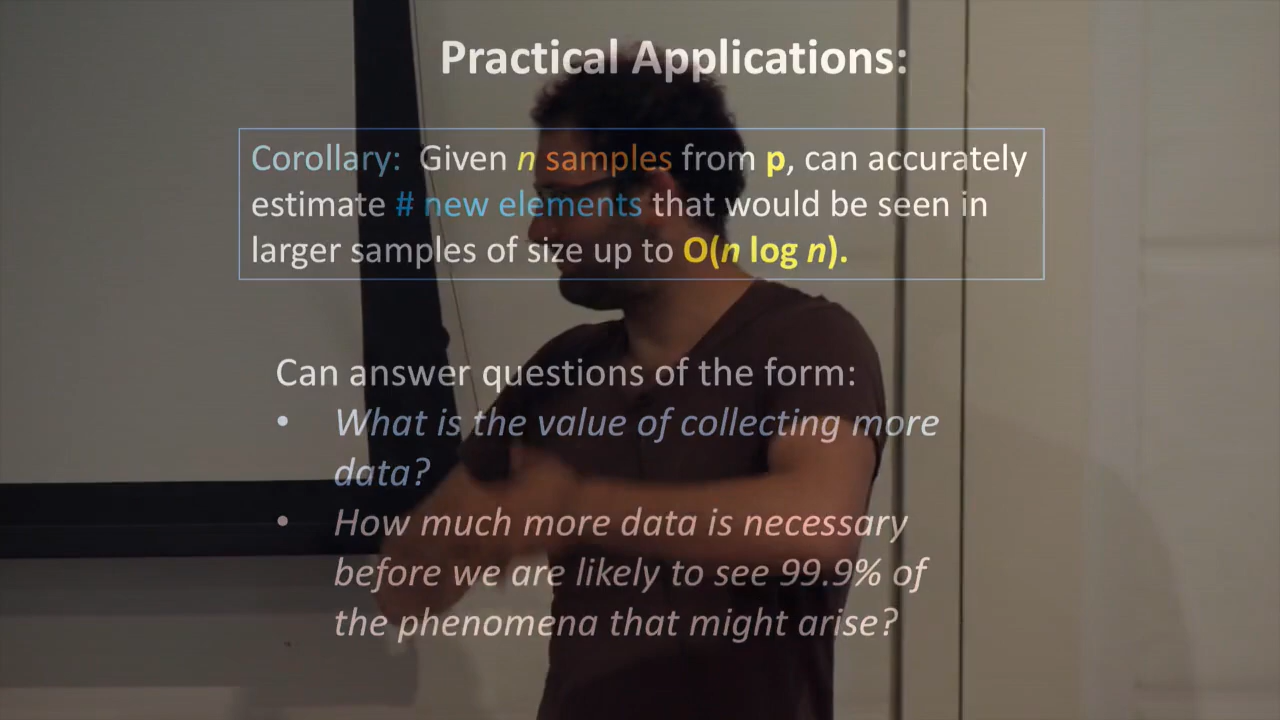 Practical Applications:
Corollary: Given n samples from p, can accurately
estimate # new elements that would be seen in
larger samples of size up to O(n log n).
Can answer questions of the form:
• What is the value of collecting more
data?
• How much more data is necessary
before we are likely to see 99.9% of
the phenomena that might arise?